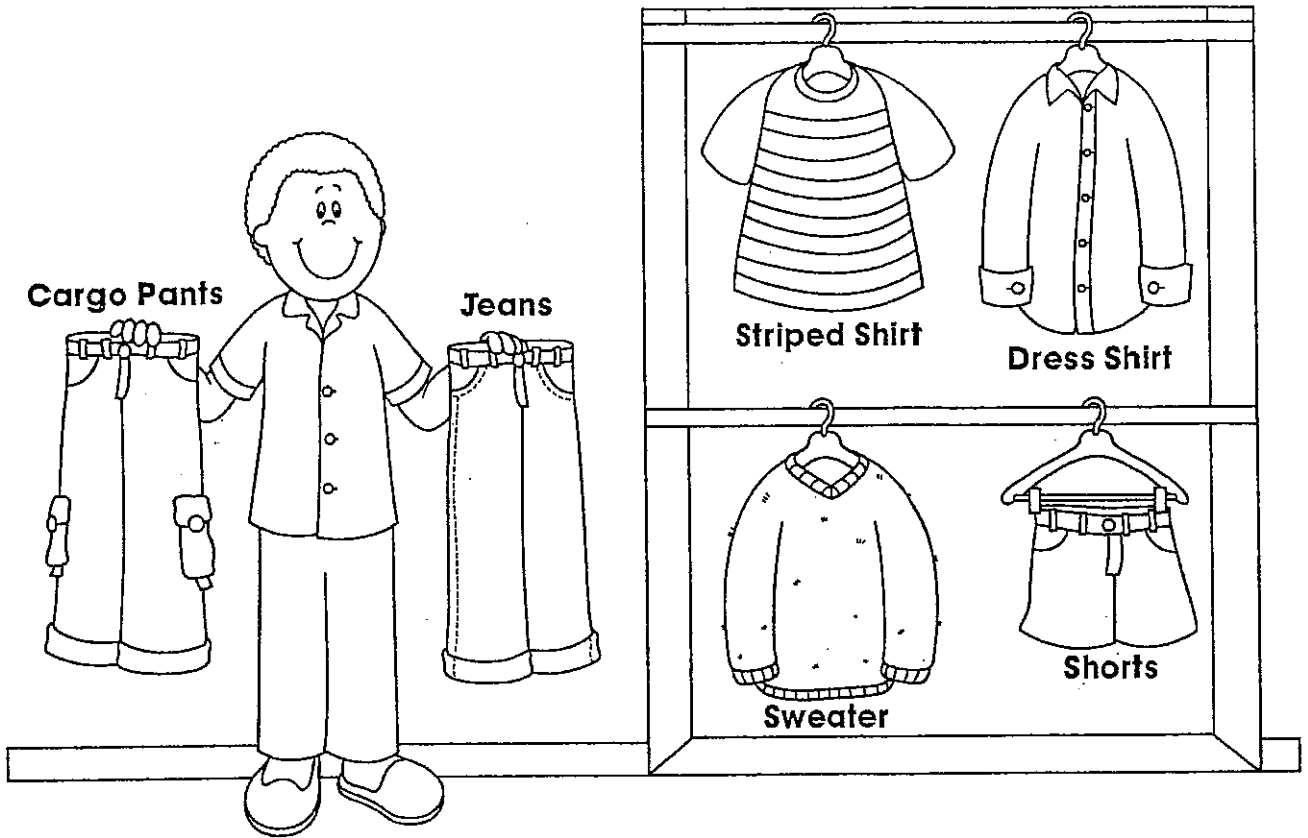 Cargo Pants
Jeans
Striped Shirt
Dress Shirt
Sweater
Shorts